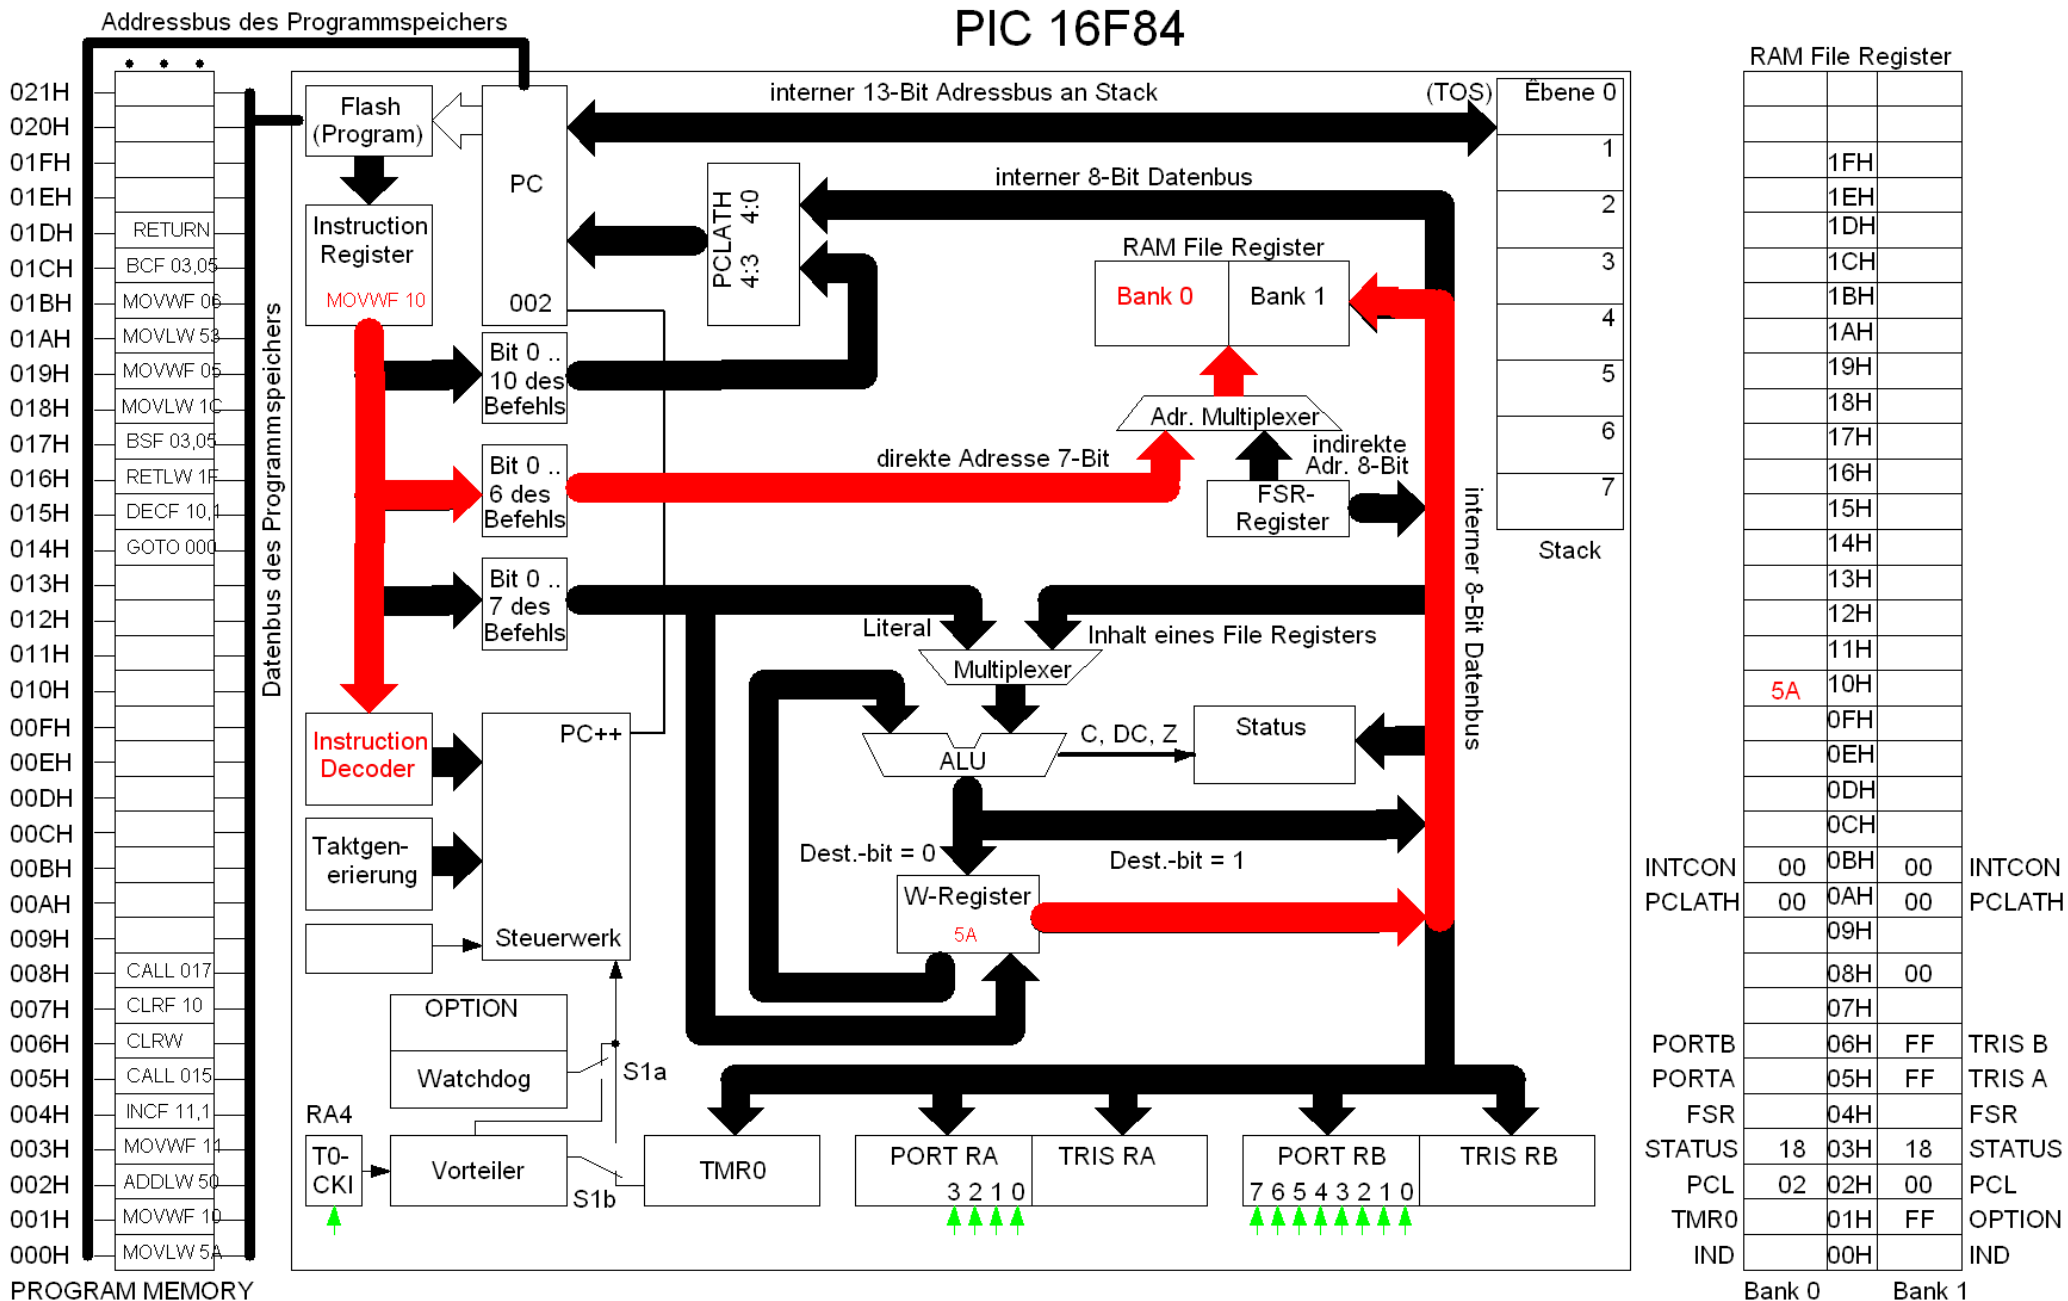 PIC 16F84
Addressbus des Programmspeichers
• • •
021H
020H
01FH
01EH
01DH RETURN
01CH BCF 03,05
01BH MOVWF 06
01AH MOVLW 53
019H MOVWF 05
018H MOVLW 1C
017H BSF 03,05
016H RETLW 1F
015H DECF 10,1
014H GOTO 000
013H
012H
011H
010H
00FH
00EH
00DH
00CH
00BH
00AH
009H
008H CALL 017
007H CLRF 10
006H CLRW
005H CALL 015
004H INCF 11,1
003H MOVWF 11
002H ADDLW 50
001H MOVWF 10
000H MOVLW 5A
PROGRAM MEMORY
Datenbus des Programmspeichers
Flash
(Program)
Instruction
Register
MOVWF 10
PC
002
interner 13-Bit Adressbus an Stack
(TOS)
Ebene 0
1
2
3
4
5
6
7
Stack
interner 8-Bit Datenbus
PCLATH
4:3 4:0
RAM File Register
Bank 0
Bank 1
Bit 0 ..
10 des
Befehls
Adr. Multiplexer
direkte Adresse 7-Bit
indirekte
Adr. 8-Bit
Bit 0 ..
6 des
Befehls
FSR-
Register
interner 8-Bit Datenbus
Bit 0 ..
7 des
Befehls
Literal
Inhalt eines File Registers
Multiplexer
Instruction
Decoder
PC++
ALU
C, DC, Z
Status
Taktgen-
erierung
Dest.-bit = 0
Dest.-bit = 1
W-Register
5A
Steuerwerk
OPTION
Watchdog
S1a
RA4
T0-
CKI
Vorteiler
S1b
TMR0
PORT RA
3 2 1 0
TRIS RA
PORT RB
7 6 5 4 3 2 1 0
TRIS RB
RAM File Register
1FH
1EH
1DH
1CH
1BH
1AH
19H
18H
17H
16H
15H
14H
13H
12H
11H
5A 10H
0FH
0EH
0DH
0CH
INTCON 00 0BH 00 INTCON
PCLATH 00 0AH 00 PCLATH
09H
08H 00
07H
PORTB 06H FF TRIS B
PORTA 05H FF TRIS A
FSR 04H FSR
STATUS 18 03H 18 STATUS
PCL 02 02H 00 PCL
TMR0 01H FF OPTION
IND 00H IND
Bank 0 Bank 1